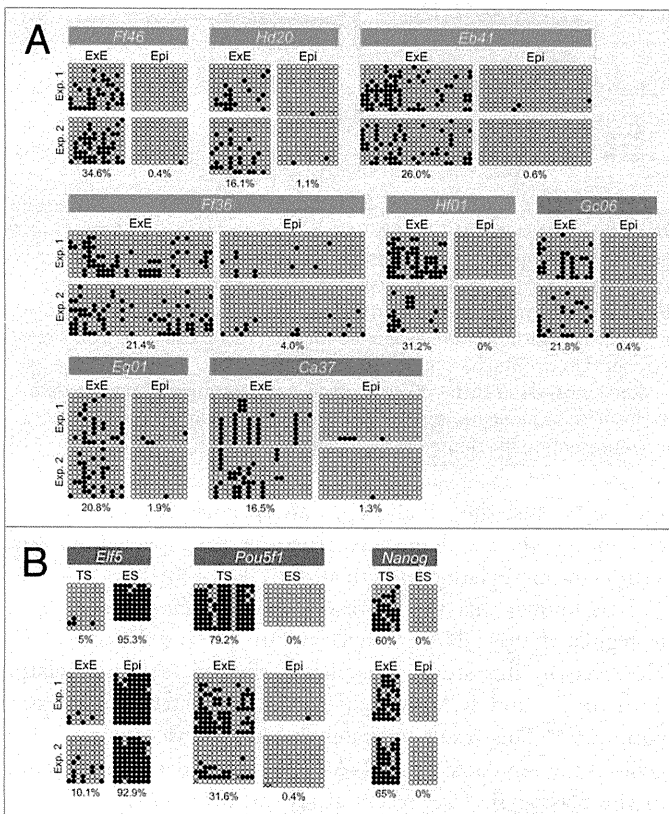 A
Ff46 Hd20 Eb41
ExE Epi ExE Epi ExE Epi
Exp. 1
Exp. 2
34.6% 0.4% 16.1% 1.1% 26.0% 0.6%
Ff36 Hf01 Gc06
ExE Epi ExE Epi ExE Epi
Exp. 1
Exp. 2
21.4% 4.0% 31.2% 0% 21.8% 0.4%
Eq01 Ca37
ExE Epi ExE Epi
Exp. 1
Exp. 2
20.8% 1.9% 16.5% 1.3%
B
Elf5 Pou5f1 Nanog
TS ES TS ES TS ES
5% 95.3% 79.2% 0% 60% 0%
ExE Epi ExE Epi
Exp. 1
Exp. 2
10.1% 92.9% 31.6% 0.4% 65% 0%